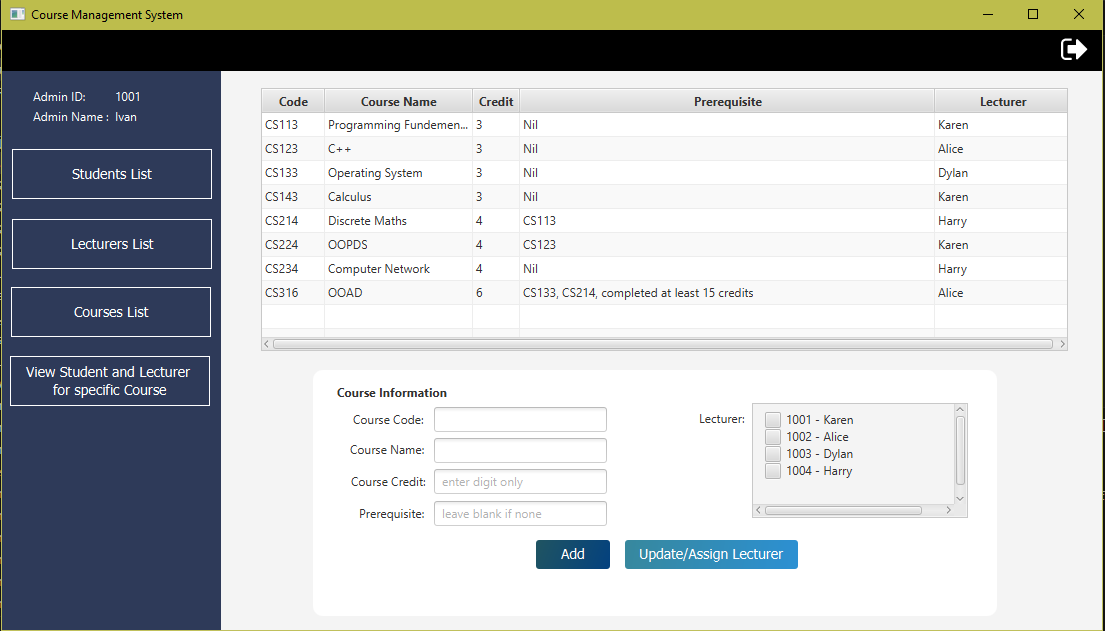 Course Management System
Admin ID: 1001
Admin Name : Ivan
Students List
Lecturers List
Courses List
View Student and Lecturer
for specific Course
Code Course Name Credit Prerequisite Lecturer
CS113 Programming Fundemen... 3 Nil Karen
CS123 C++ 3 Nil Alice
CS133 Operating System 3 Nil Dylan
CS143 Calculus 3 Nil Karen
CS214 Discrete Maths 4 CS113 Harry
CS224 OOPDS 4 CS123 Karen
CS234 Computer Network 4 Nil Harry
CS316 OOAD 6 CS133, CS214, completed at least 15 credits Alice
Course Information
Course Code:
Course Name:
Course Credit: enter digit only
Prerequisite: leave blank if none
Lecturer:
1001 - Karen
1002 - Alice
1003 - Dylan
1004 - Harry
Add Update/Assign Lecturer